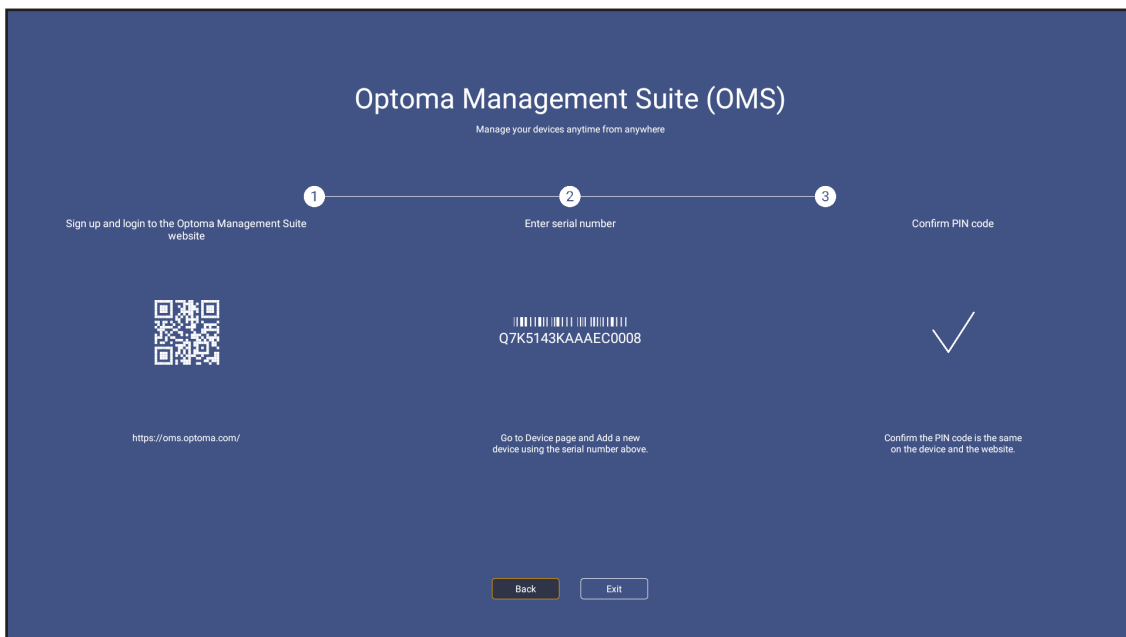 Optoma Management Suite (OMS)
Manage your devices anytime from anywhere
1
2
3
Sign up and login to the Optoma Management Suite
website
Enter serial number
Confirm PIN code
Q7K5143KAAAEC0008
https://oms.optoma.com/
Go to Device page and Add a new
device using the serial number above.
Confirm the PIN code is the same
on the device and the website.
Back
Exit